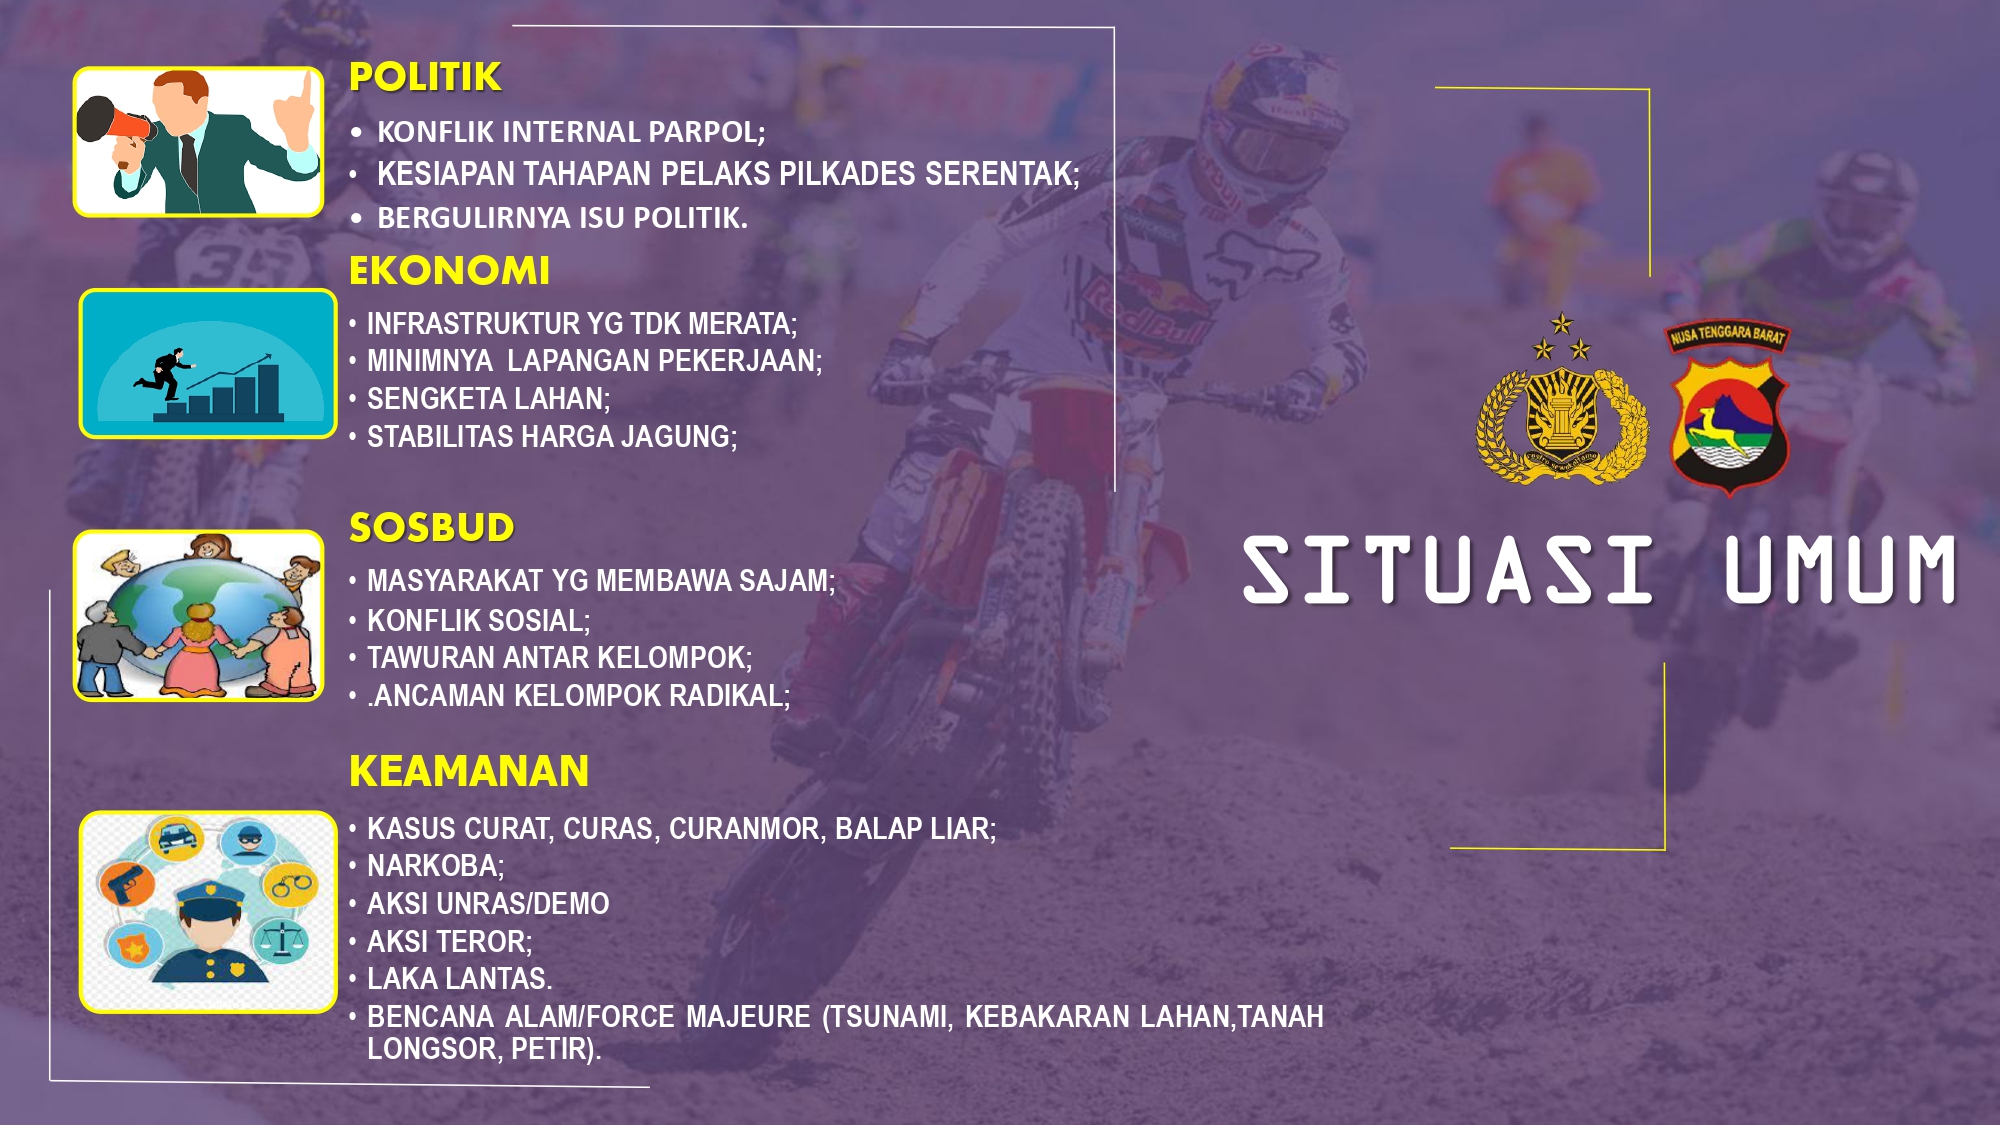 POLITIK
• KONFLIK INTERNAL PARPOL;
• KESIAPAN TAHAPAN PELAKS PILKADES SERENTAK;
• BERGULIRNYA ISU POLITIK.
EKONOMI
• INFRASTRUKTUR YG TDK MERATA;
• MINIMNYA LAPANGAN PEKERJAAN;
• SENGKETA LAHAN;
• STABILITAS HARGA JAGUNG;
SOSBUD
• MASYARAKAT YG MEMBAWA SAJAM;
• KONFLIK SOSIAL;
• TAWURAN ANTAR KELOMPOK;
• .ANCAMAN KELOMPOK RADIKAL;
KEAMANAN
• KASUS CURAT, CURAS, CURANMOR, BALAP LIAR;
• NARKOBA;
• AKSI UNRAS/DEMO
• AKSI TEROR;
• LAKA LANTAS.
• BENCANA ALAM/FORCE MAJEURE (TSUNAMI, KEBAKARAN LAHAN,TANAH
LONGSOR, PETIR).
NUSA TENGGARA BARAT
SITUASI UMUM
Red Bull